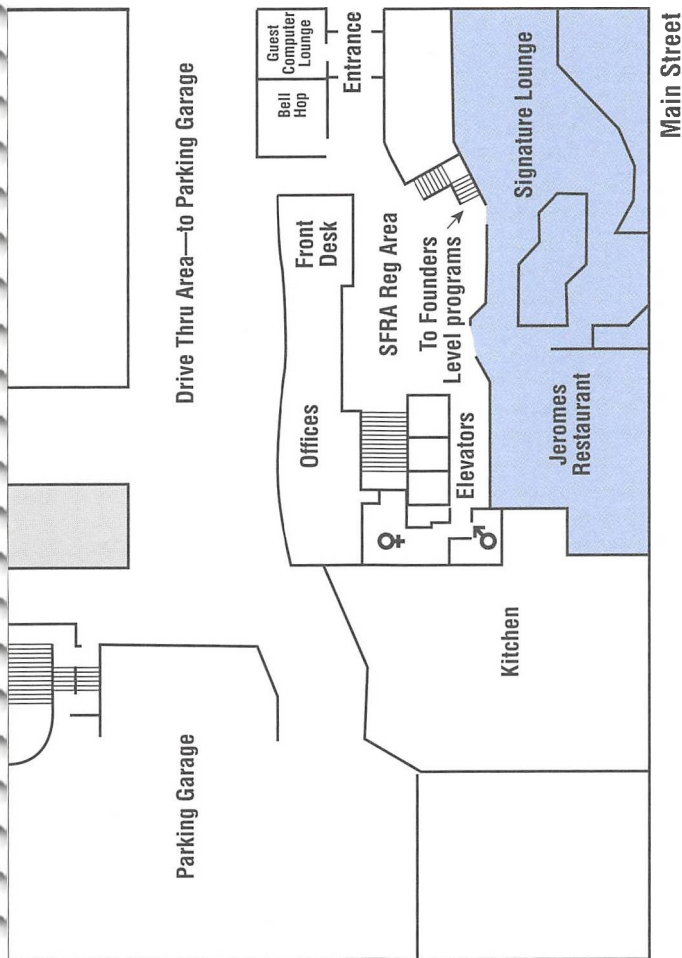 Parking Garage
Drive Thru Area—to Parking Garage
Guest
Computer
Lounge
Bell
Hop
Entrance
Offices
Front
Desk
SFRA Reg Area
To Founders
Level programs
♀
♂
Elevators
Kitchen
Jeromes
Restaurant
Signature Lounge
Main Street